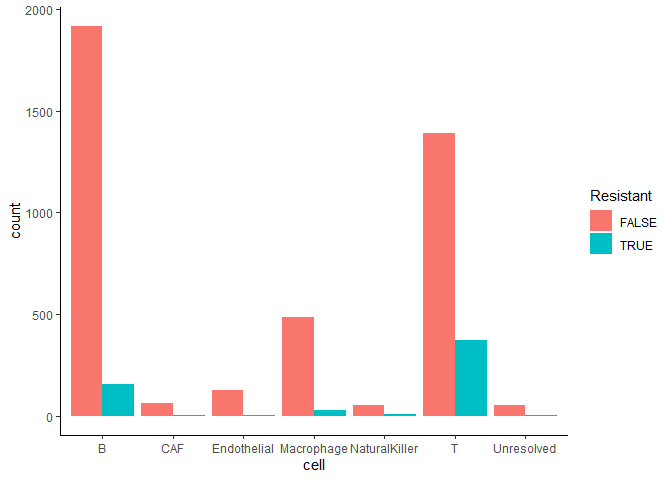 2000
1500
1000
500
0
count
B CAF Endothelial Macrophage NaturalKiller T Unresolved
cell
Resistant
FALSE
TRUE